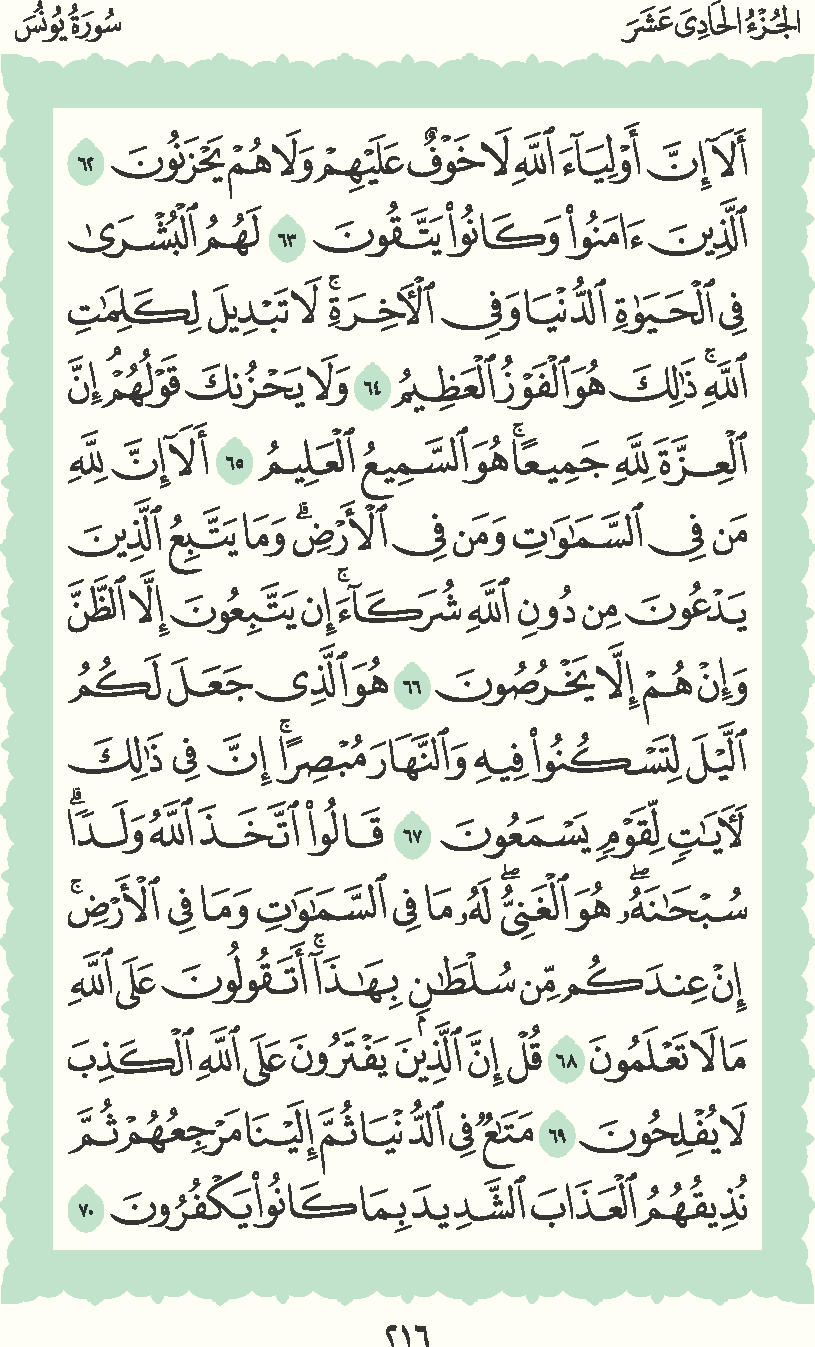 الجُزْءُ الحَادِى عَشَرَ
سُورَةُ يُونُسَ
أَلَآ إِنَّ أَوْلِيَآءَ ٱللَّهِ لَا خَوْفٌ عَلَيْهِمْ وَلَا هُمْ يَحْزَنُونَ ٦٢
ٱلَّذِينَ ءَامَنُوا۟ وَكَانُوا۟ يَتَّقُونَ ٦٣ لَهُمُ ٱلْبُشْرَىٰ
فِى ٱلْحَيَوٰةِ ٱلدُّنْيَا وَفِى ٱلْـَٔاخِرَةِ ۚ لَا تَبْدِيلَ لِكَلِمَـٰتِ
ٱللَّهِ ۚ ذَٰلِكَ هُوَ ٱلْفَوْزُ ٱلْعَظِيمُ ٦٤ وَلَا يَحْزُنكَ قَوْلُهُمْ ۘ إِنَّ
ٱلْعِزَّةَ لِلَّهِ جَمِيعًا ۚ هُوَ ٱلسَّمِيعُ ٱلْعَلِيمُ ٦٥ أَلَآ إِنَّ لِلَّهِ
مَن فِى ٱلسَّمَـٰوَٰتِ وَمَن فِى ٱلْأَرْضِ ۗ وَمَا يَتَّبِعُ ٱلَّذِينَ
يَدْعُونَ مِن دُونِ ٱللَّهِ شُرَكَآءَ ۚ إِن يَتَّبِعُونَ إِلَّا ٱلظَّنَّ
وَإِنْ هُمْ إِلَّا يَخْرُصُونَ ٦٦ هُوَ ٱلَّذِى جَعَلَ لَكُمُ
ٱلَّيْلَ لِتَسْكُنُوا۟ فِيهِ وَٱلنَّهَارَ مُبْصِرًا ۚ إِنَّ فِى ذَٰلِكَ
لَـَٔايَـٰتٍ لِّقَوْمٍ يَسْمَعُونَ ٦٧ قَالُوا۟ ٱتَّخَذَ ٱللَّهُ وَلَدًا ۗ
سُبْحَـٰنَهُۥ ۖ هُوَ ٱلْغَنِىُّ ۖ لَهُۥ مَا فِى ٱلسَّمَـٰوَٰتِ وَمَا فِى ٱلْأَرْضِ ۚ
إِنْ عِندَكُم مِّن سُلْطَـٰنٍۭ بِهَـٰذَآ ۚ أَتَقُولُونَ عَلَى ٱللَّهِ
مَا لَا تَعْلَمُونَ ٦٨ قُلْ إِنَّ ٱلَّذِينَ يَفْتَرُونَ عَلَى ٱللَّهِ ٱلْكَذِبَ
لَا يُفْلِحُونَ ٦٩ مَتَـٰعٌ فِى ٱلدُّنْيَا ثُمَّ إِلَيْنَا مَرْجِعُهُمْ ثُمَّ
نُذِيقُهُمُ ٱلْعَذَابَ ٱلشَّدِيدَ بِمَا كَانُوا۟ يَكْفُرُونَ ٧٠
٢١٦